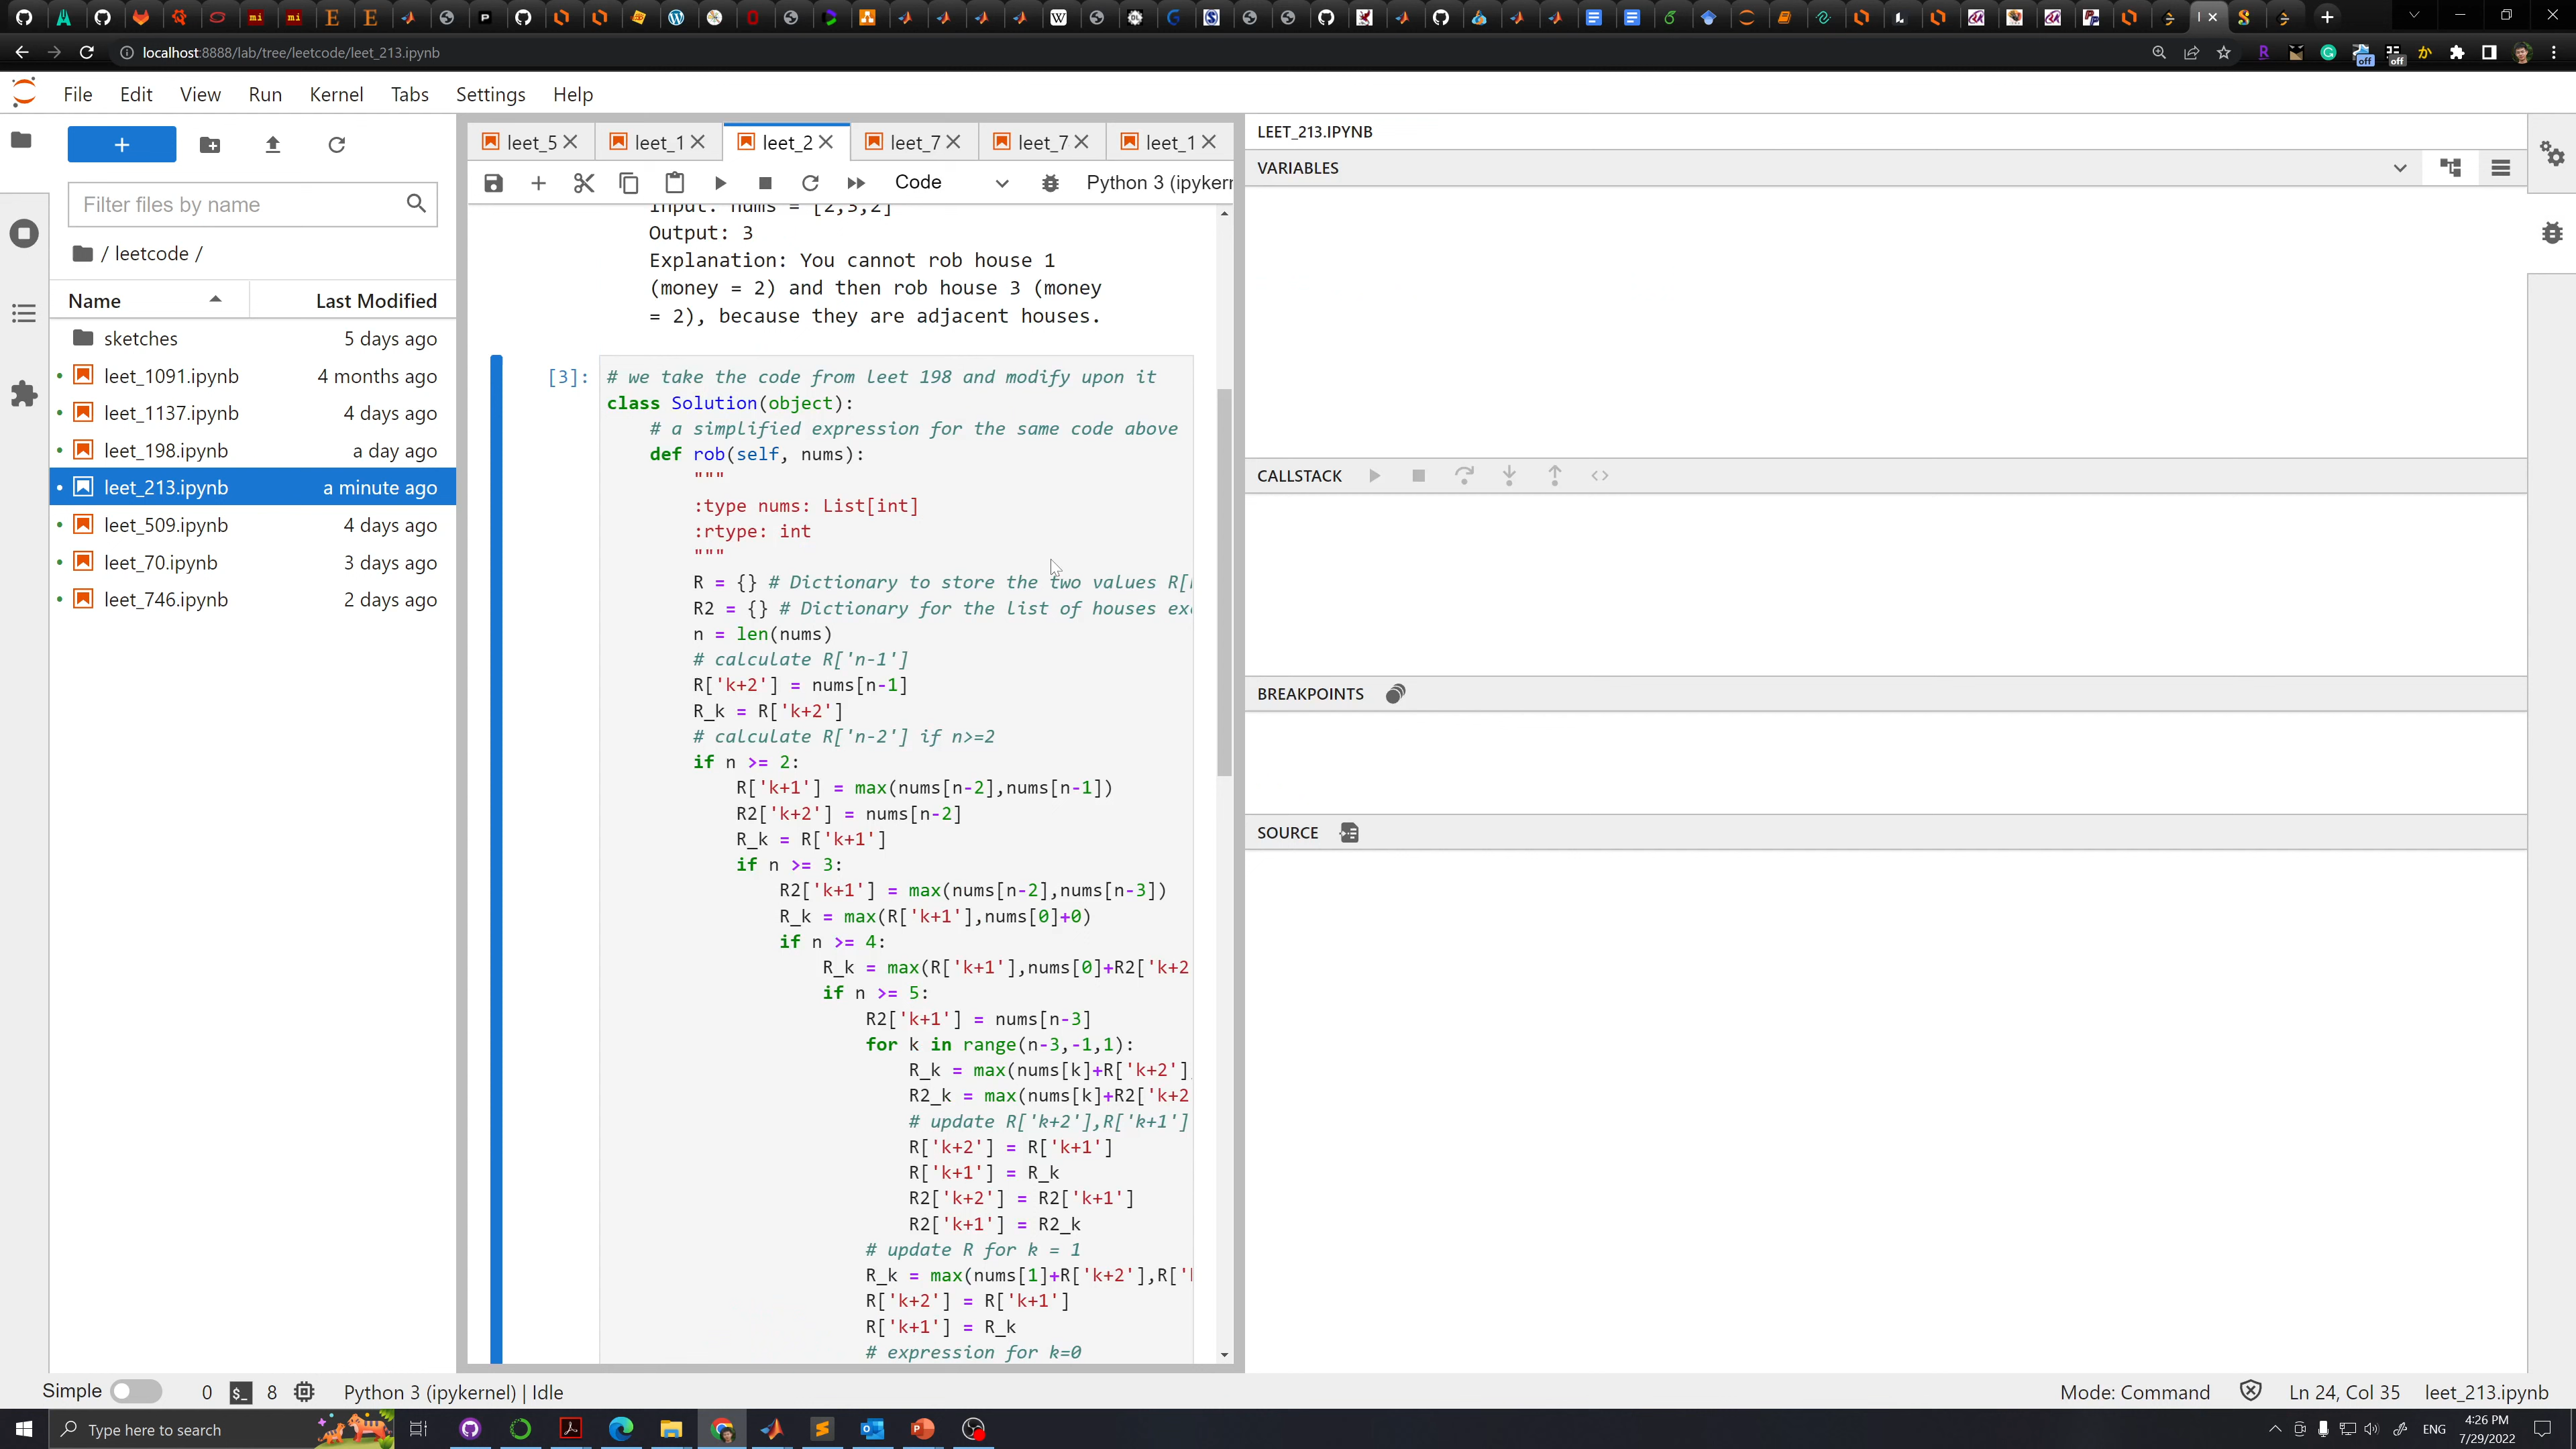 localhost:8888/lab/tree/leetcode/leet_213.ipynb
File Edit View Run Kernel Tabs Settings Help
Filter files by name
/ leetcode /
Name Last Modified
sketches 5 days ago
leet_1091.ipynb 4 months ago
leet_1137.ipynb 4 days ago
leet_198.ipynb a day ago
leet_213.ipynb a minute ago
leet_509.ipynb 4 days ago
leet_70.ipynb 3 days ago
leet_746.ipynb 2 days ago
leet_5 leet_1 leet_2 leet_7 leet_7 leet_1
Code Python 3 (ipykern
Input: nums = [2,3,2]
Output: 3
Explanation: You cannot rob house 1
(money = 2) and then rob house 3 (money
= 2), because they are adjacent houses.
[3]:
# we take the code from leet 198 and modify upon it
class Solution(object):
# a simplified expression for the same code above
def rob(self, nums):
"""
:type nums: List[int]
:rtype: int
"""
R = {} # Dictionary to store the two values R[
R2 = {} # Dictionary for the list of houses ex
n = len(nums)
# calculate R['n-1']
R['k+2'] = nums[n-1]
R_k = R['k+2']
# calculate R['n-2'] if n>=2
if n >= 2:
R['k+1'] = max(nums[n-2],nums[n-1])
R2['k+2'] = nums[n-2]
R_k = R['k+1']
if n >= 3:
R2['k+1'] = max(nums[n-2],nums[n-3])
R_k = max(R['k+1'],nums[0]+0)
if n >= 4:
R_k = max(R['k+1'],nums[0]+R2['k+2
if n >= 5:
R2['k+1'] = nums[n-3]
for k in range(n-3,-1,1):
R_k = max(nums[k]+R['k+2']
R2_k = max(nums[k]+R2['k+2
# update R['k+2'],R['k+1']
R['k+2'] = R['k+1']
R['k+1'] = R_k
R2['k+2'] = R2['k+1']
R2['k+1'] = R2_k
# update R for k = 1
R_k = max(nums[1]+R['k+2'],R['
R['k+2'] = R['k+1']
R['k+1'] = R_k
# expression for k=0
LEET_213.IPYNB
VARIABLES
CALLSTACK
BREAKPOINTS
SOURCE
Simple 0 8 Python 3 (ipykernel) | Idle
Mode: Command Ln 24, Col 35 leet_213.ipynb
Type here to search
ENG
4:26 PM
7/29/2022